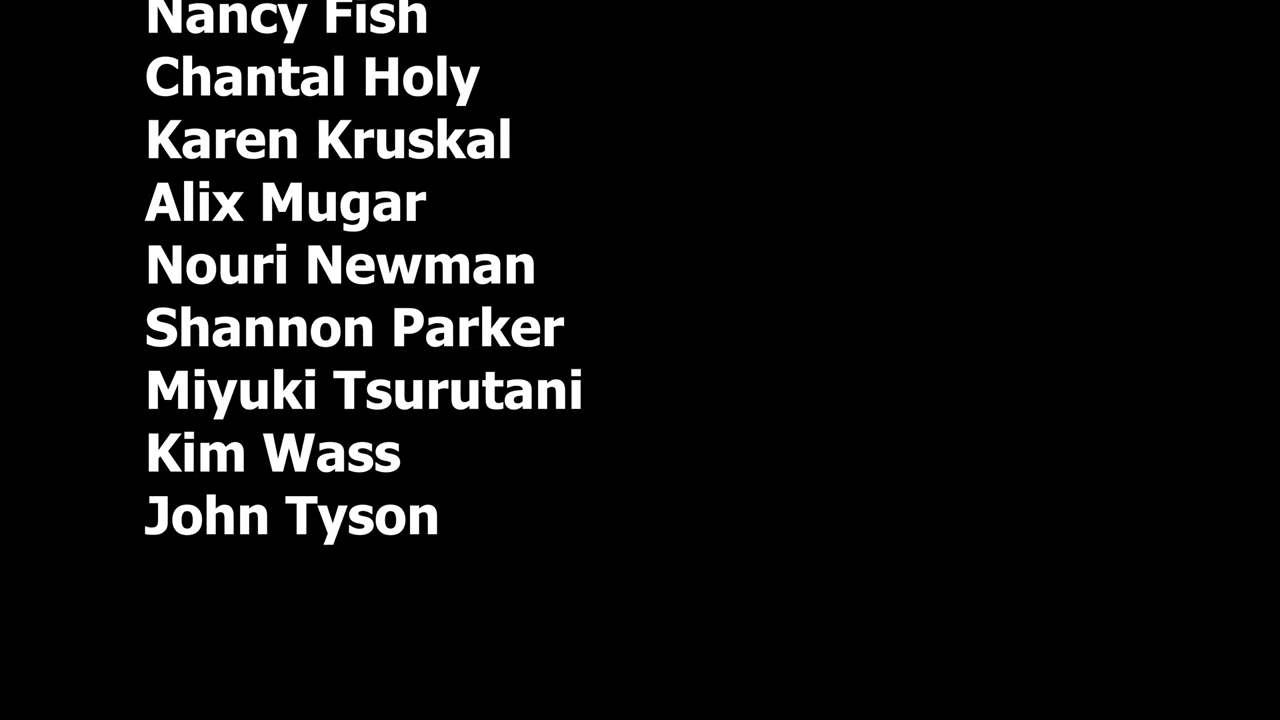 Nancy Fish
Chantal Holy
Karen Kruskal
Alix Mugar
Nouri Newman
Shannon Parker
Miyuki Tsurutani
Kim Wass
John Tyson